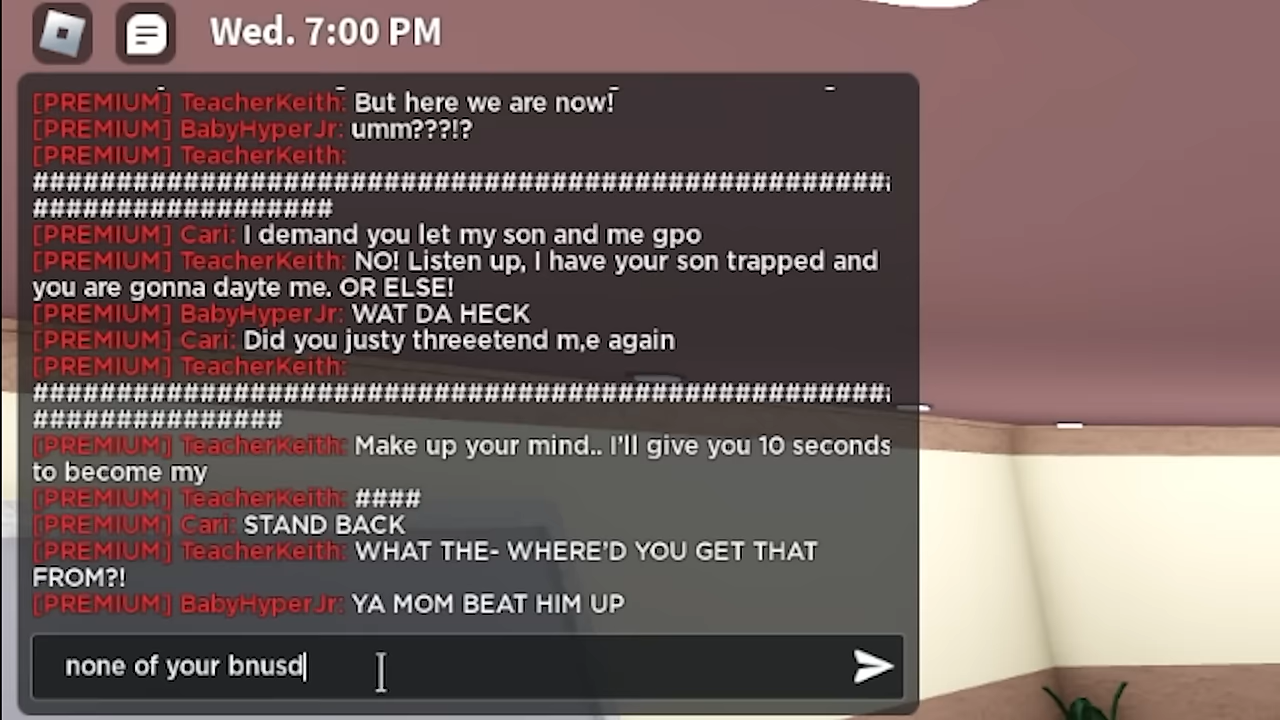 Wed. 7:00 PM
[PREMIUM] TeacherKeith: But here we are now!
[PREMIUM] BabyHyperJr: umm???!?
[PREMIUM] TeacherKeith:
####################################################
##################
[PREMIUM] Cari: I demand you let my son and me gpo
[PREMIUM] TeacherKeith: NO! Listen up, I have your son trapped and
you are gonna dayte me. OR ELSE!
[PREMIUM] BabyHyperJr: WAT DA HECK
[PREMIUM] Cari: Did you justy threeetend m,e again
[PREMIUM] TeacherKeith:
####################################################
###############
[PREMIUM] TeacherKeith: Make up your mind.. I'll give you 10 seconds
to become my
[PREMIUM] TeacherKeith: ####
[PREMIUM] Cari: STAND BACK
[PREMIUM] TeacherKeith: WHAT THE- WHERE'D YOU GET THAT
FROM?!
[PREMIUM] BabyHyperJr: YA MOM BEAT HIM UP
none of your bnusd